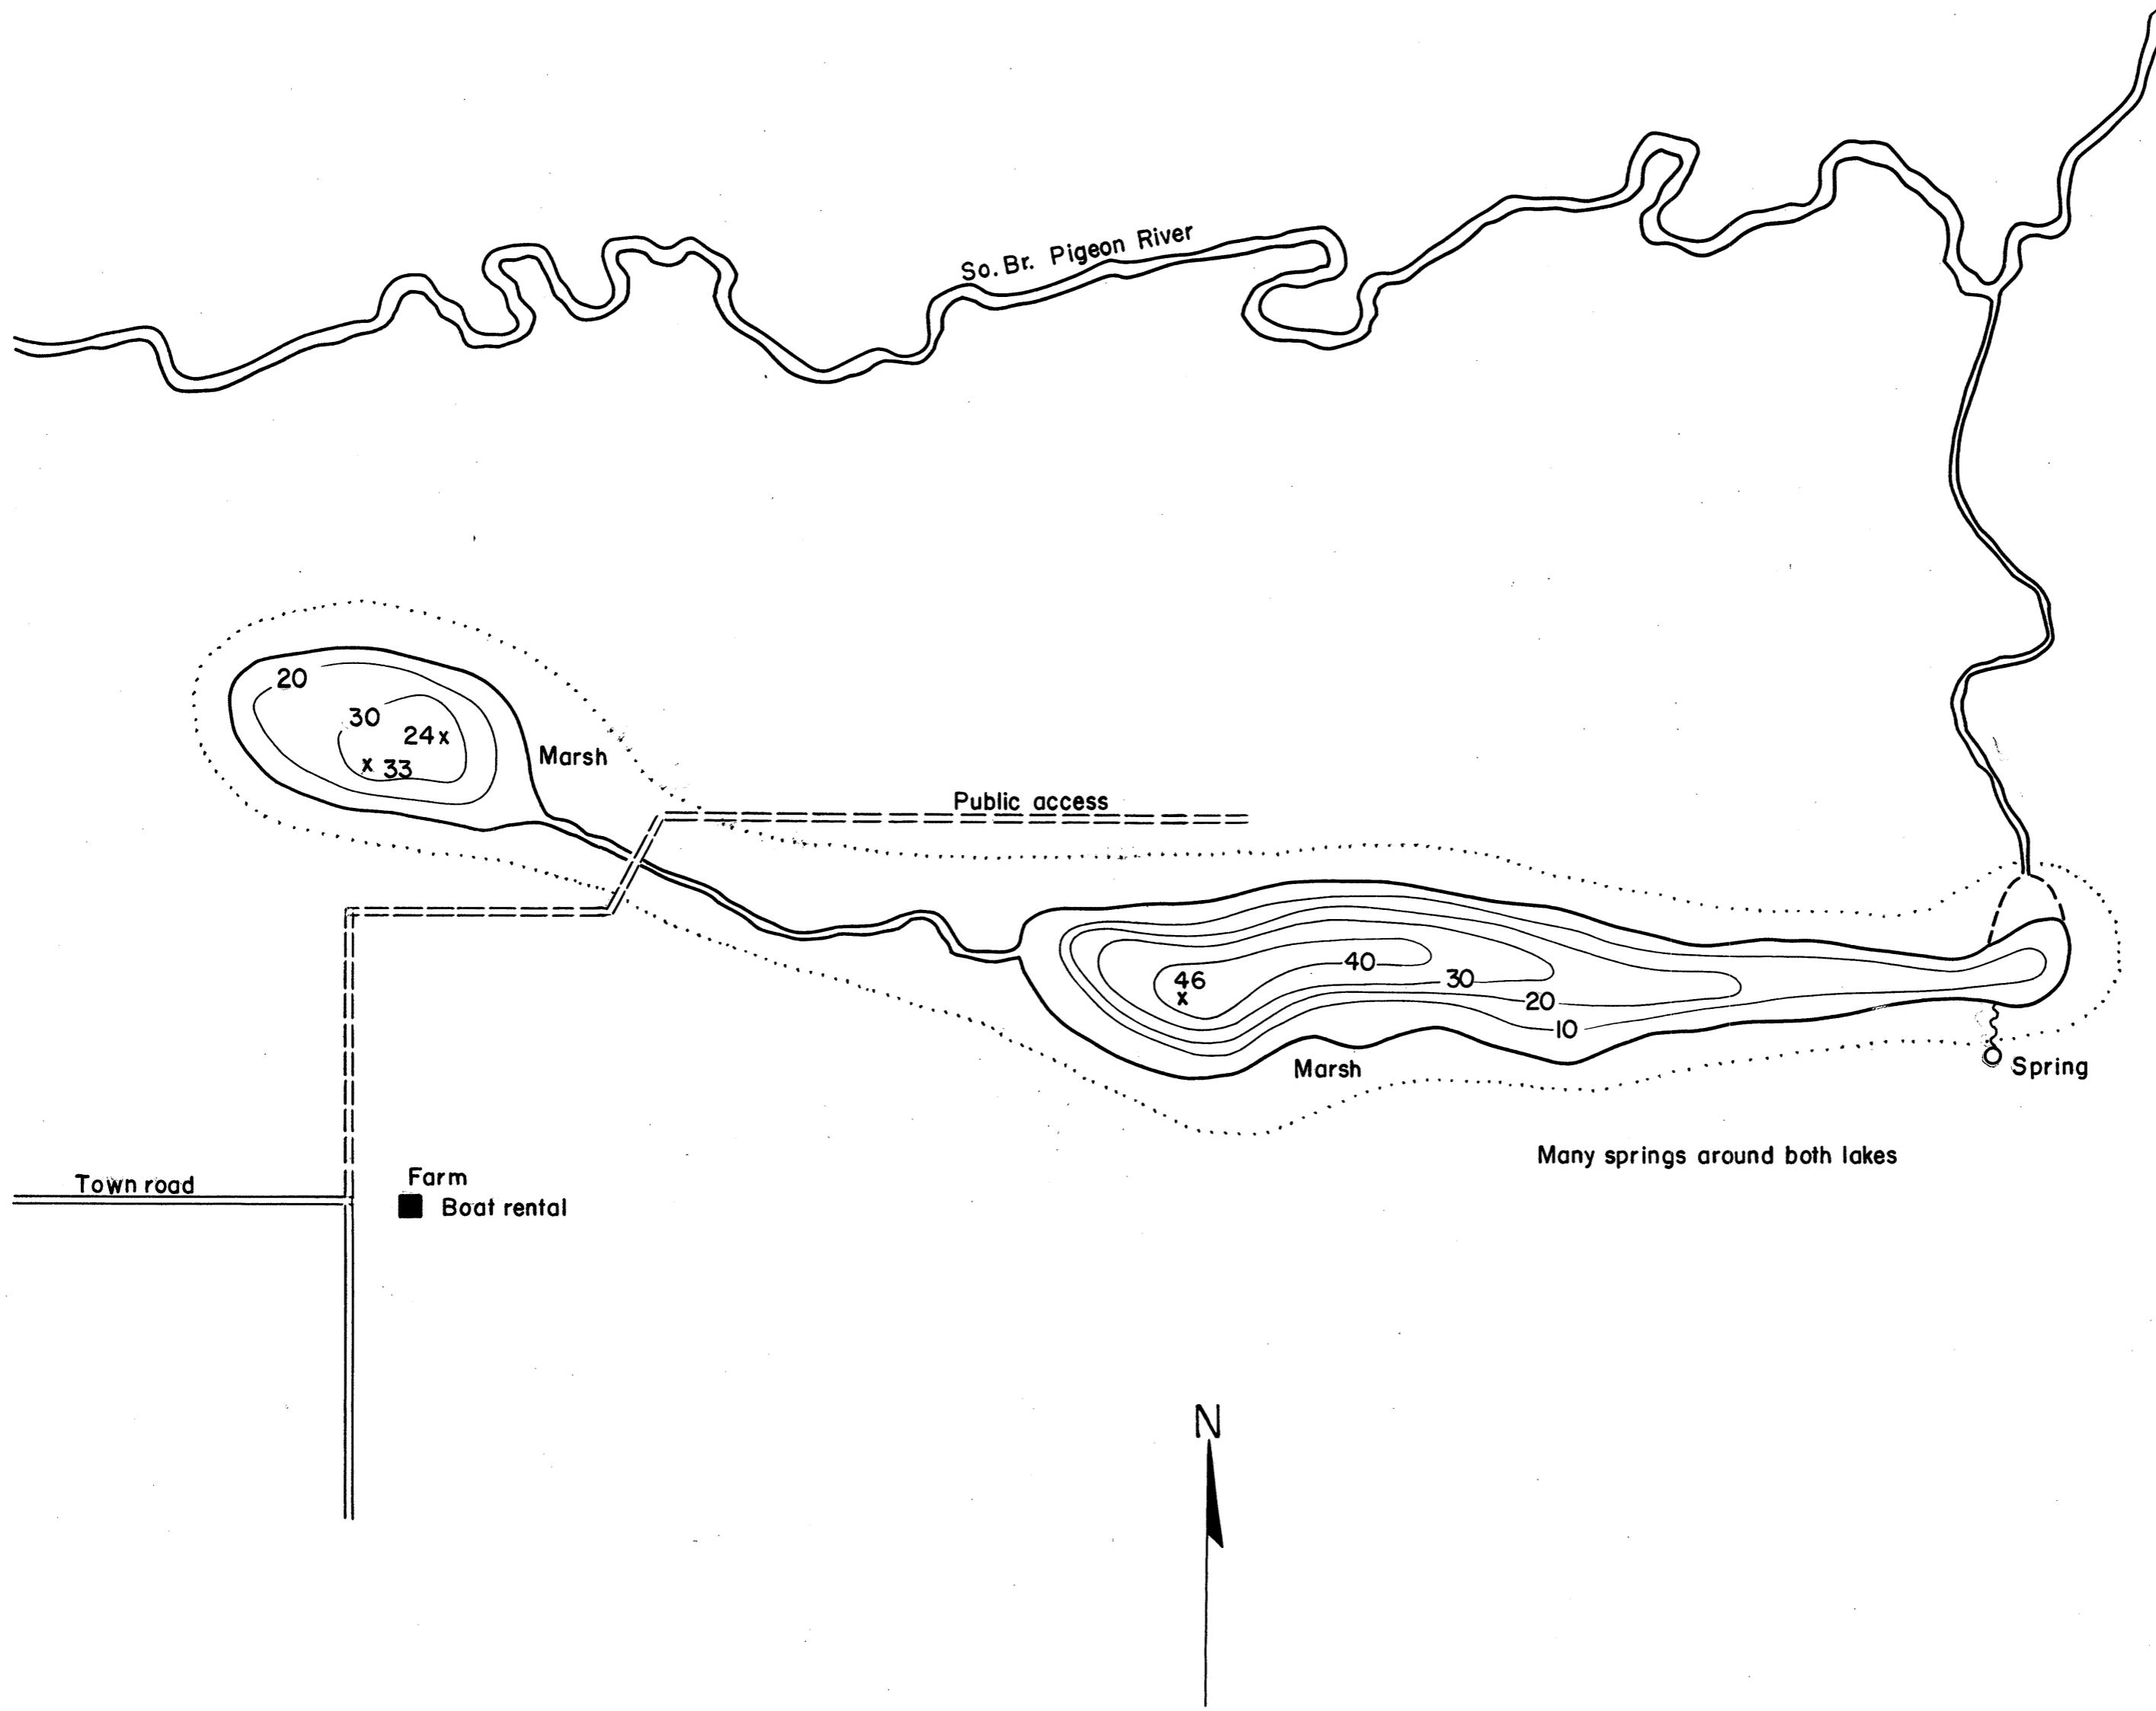 So. Br. Pigeon River
20
30
24x
x 33
Marsh
Public access
46
x
40
30
20
10
Marsh
Spring
Many springs around both lakes
Town road
Farm
Boat rental
N